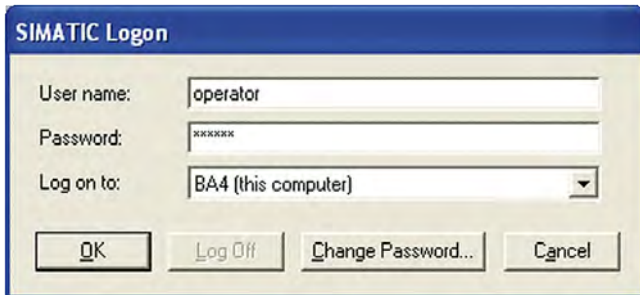 SIMATIC Logon
User name: operator
Password: ××××××
Log on to: BA4 (this computer)
OK Log Off Change Password... Cancel